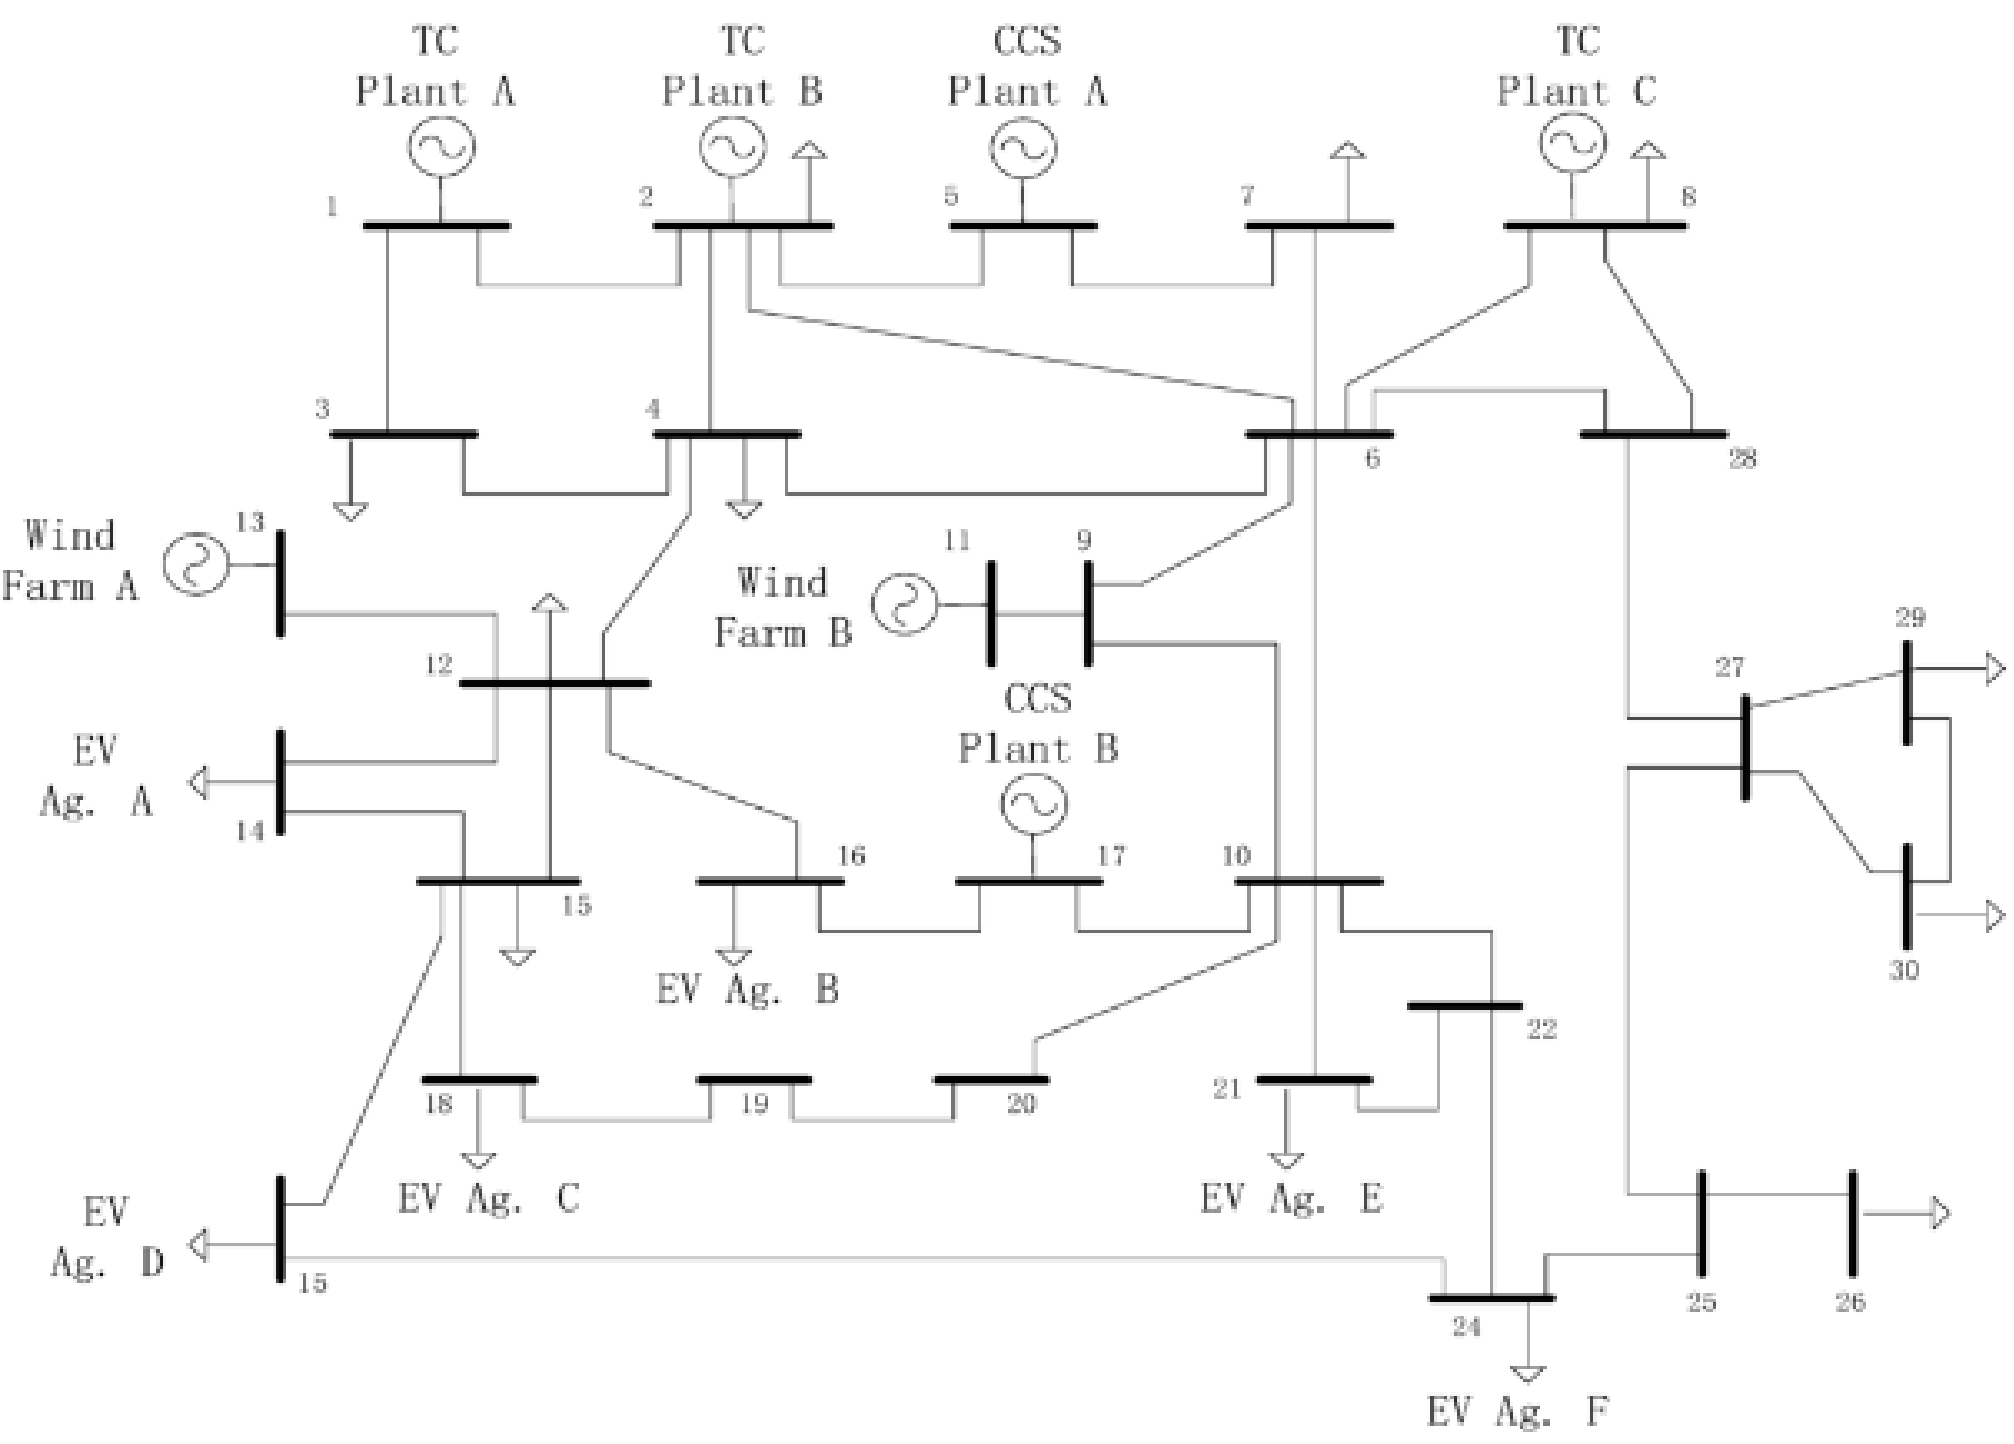 TC
Plant A
TC
Plant B
CCS
Plant A
TC
Plant C
1
2
5
7
8
3
4
6
28
Wind
Farm A
13
11
9
Wind
Farm B
12
29
27
CCS
Plant B
EV
Ag. A
14
15
16
17
10
30
EV Ag. B
22
18
19
20
21
EV Ag. C
EV Ag. E
EV
Ag. D
15
24
25
26
EV Ag. F